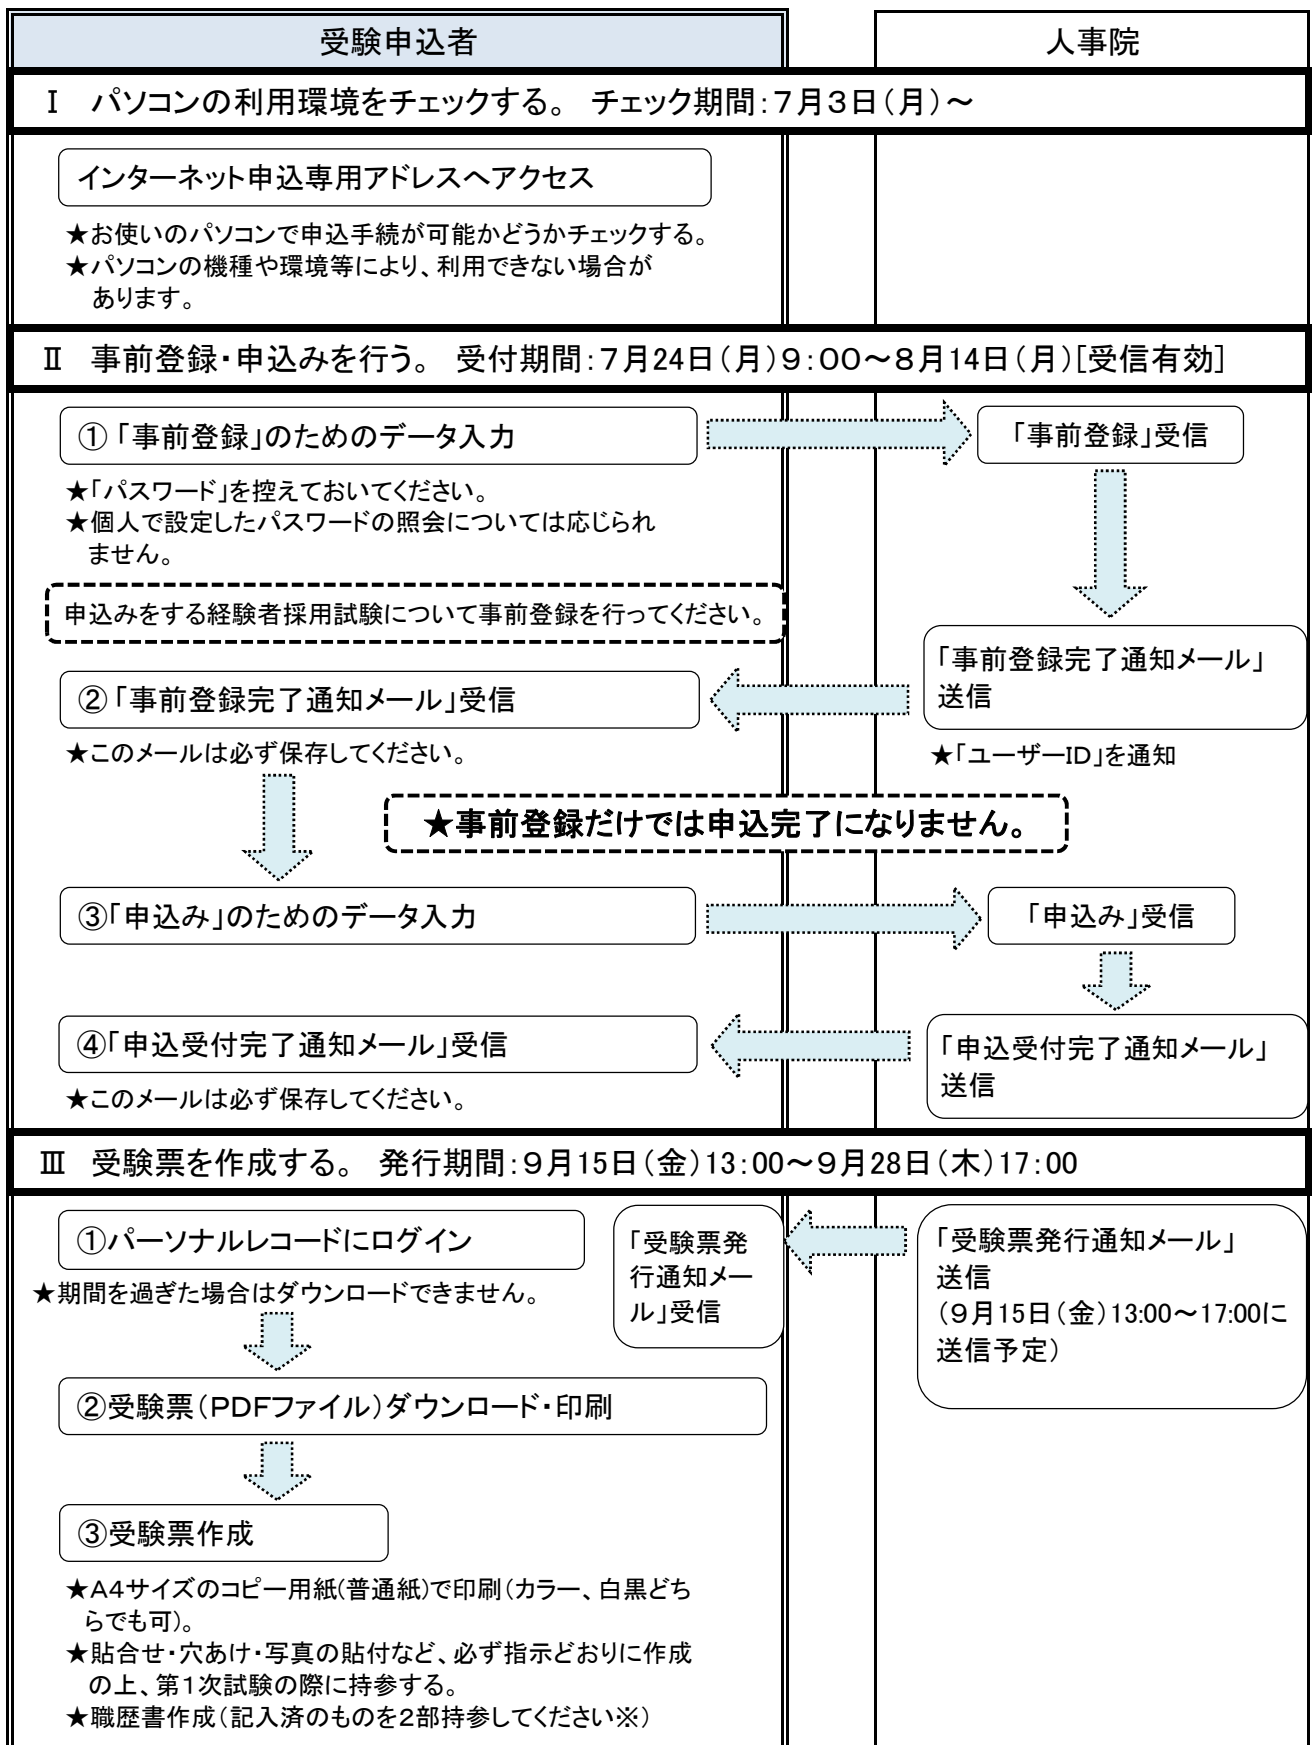 受験申込者
人事院
Ⅰ　パソコンの利用環境をチェックする。　チェック期間：７月３日（月）～
インターネット申込専用アドレスへアクセス
★お使いのパソコンで申込手続が可能かどうかチェックする。
★パソコンの機種や環境等により、利用できない場合が
あります。
Ⅱ　事前登録・申込みを行う。　受付期間：７月24日（月）９：００～８月14日（月）[受信有効]
①「事前登録」のためのデータ入力
「事前登録」受信
★「パスワード」を控えておいてください。
★個人で設定したパスワードの照会については応じられ
ません。
申込みをする経験者採用試験について事前登録を行ってください。
「事前登録完了通知メール」
送信
②「事前登録完了通知メール」受信
★このメールは必ず保存してください。
★「ユーザーID」を通知
★事前登録だけでは申込完了になりません。
③「申込み」のためのデータ入力
「申込み」受信
④「申込受付完了通知メール」受信
「申込受付完了通知メール」
送信
★このメールは必ず保存してください。
Ⅲ　受験票を作成する。　発行期間：９月15日（金）13：00～９月28日（木）17：00
①パーソナルレコードにログイン
★期間を過ぎた場合はダウンロードできません。
「受験票発
行通知メー
ル」受信
「受験票発行通知メール」
送信
（９月15日（金）13:00～17:00に
送信予定）
②受験票（ＰＤＦファイル）ダウンロード・印刷
③受験票作成
★Ａ４サイズのコピー用紙(普通紙)で印刷（カラー、白黒どち
らでも可）。
★貼合せ・穴あけ・写真の貼付など、必ず指示どおりに作成
の上、第１次試験の際に持参する。
★職歴書作成（記入済のものを２部持参してください※）